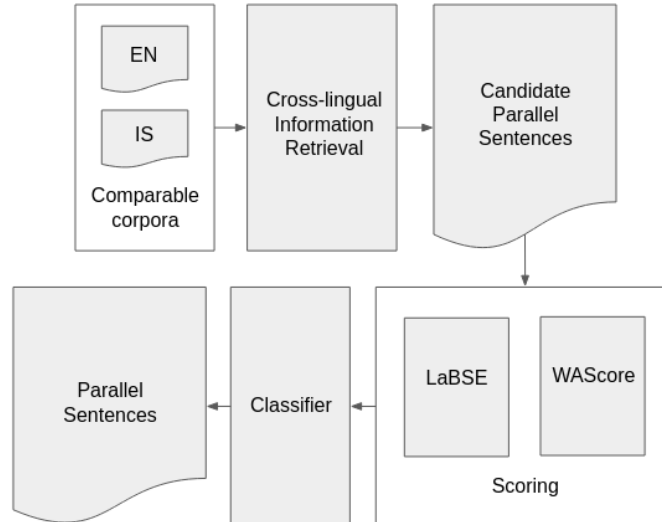 EN
IS
Comparable
corpora
Cross-lingual
Information
Retrieval
Candidate
Parallel
Sentences
LaBSE
WAScore
Scoring
Classifier
Parallel
Sentences